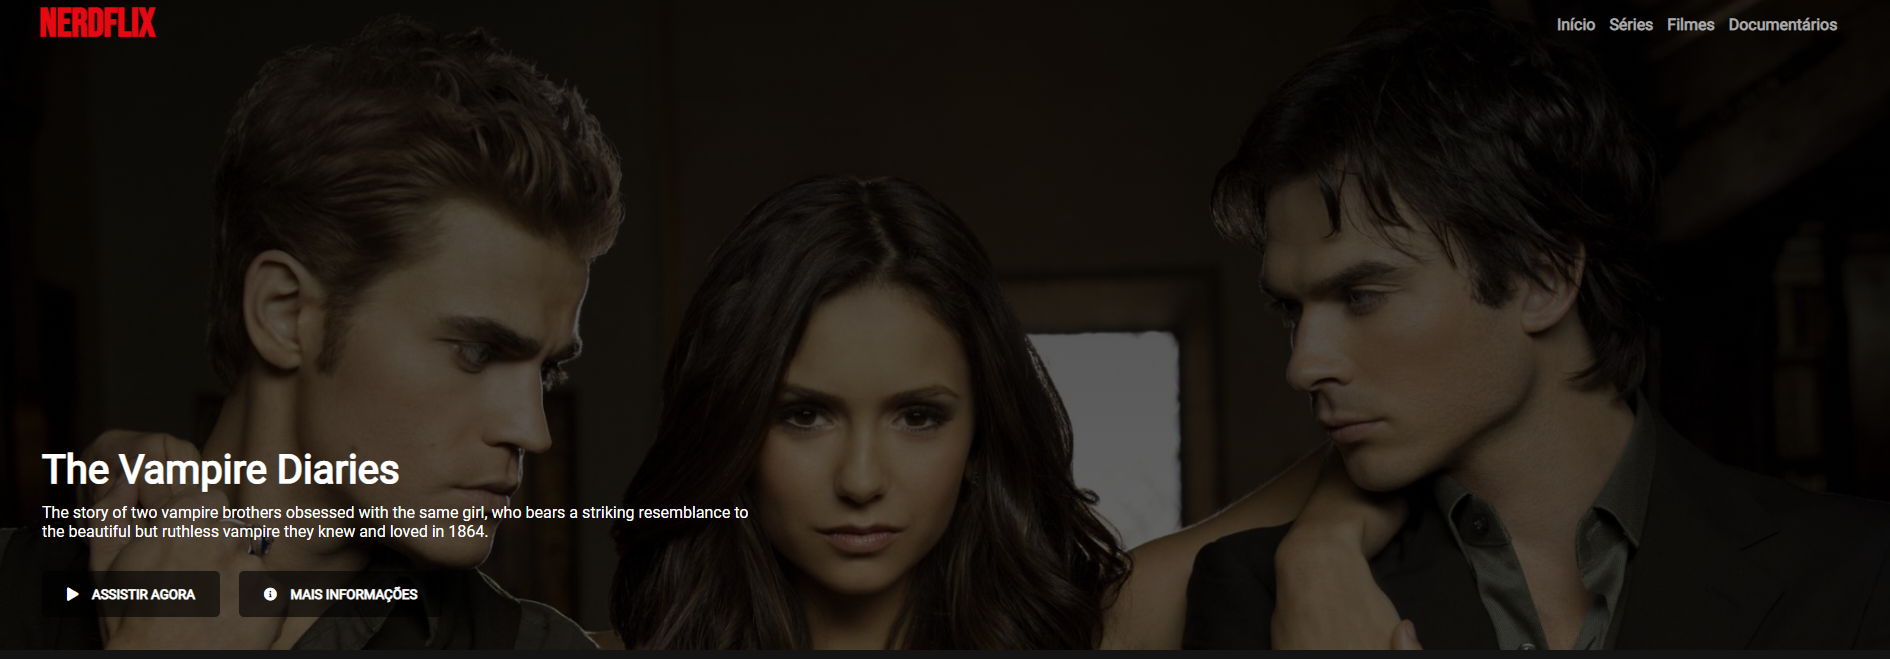 NERDFLIX
Início Séries Filmes Documentários
The Vampire Diaries
The story of two vampire brothers obsessed with the same girl, who bears a striking resemblance to
the beautiful but ruthless vampire they knew and loved in 1864.
ASSISTIR AGORA
MAIS INFORMAÇÕES